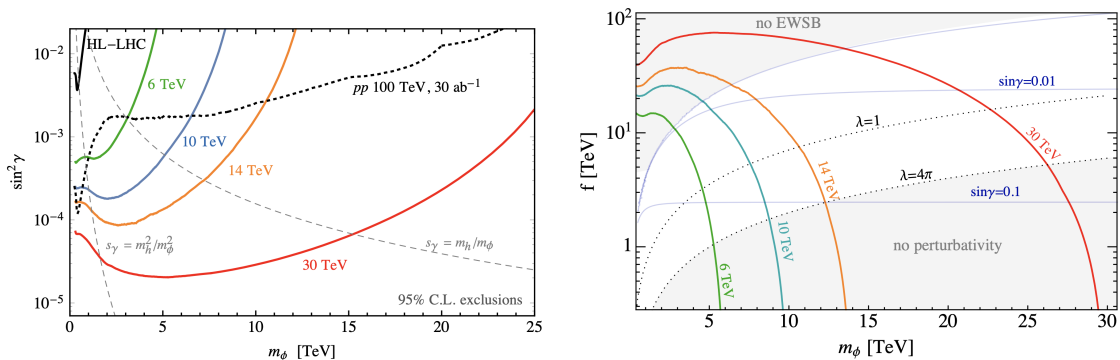 10⁻²
10⁻³
10⁻⁴
10⁻⁵
sin²γ
HL−LHC
6 TeV
10 TeV
14 TeV
30 TeV
pp 100 TeV, 30 ab⁻¹
s_γ = m_h²/m_ϕ²
s_γ = m_h/m_ϕ
95% C.L. exclusions
0 5 10 15 20 25
m_ϕ [TeV]
10²
10¹
1
f [TeV]
no EWSB
sinγ=0.01
λ=1
30 TeV
λ=4π
14 TeV
sinγ=0.1
10 TeV
no perturbativity
6 TeV
5 10 15 20 25 30
m_ϕ [TeV]